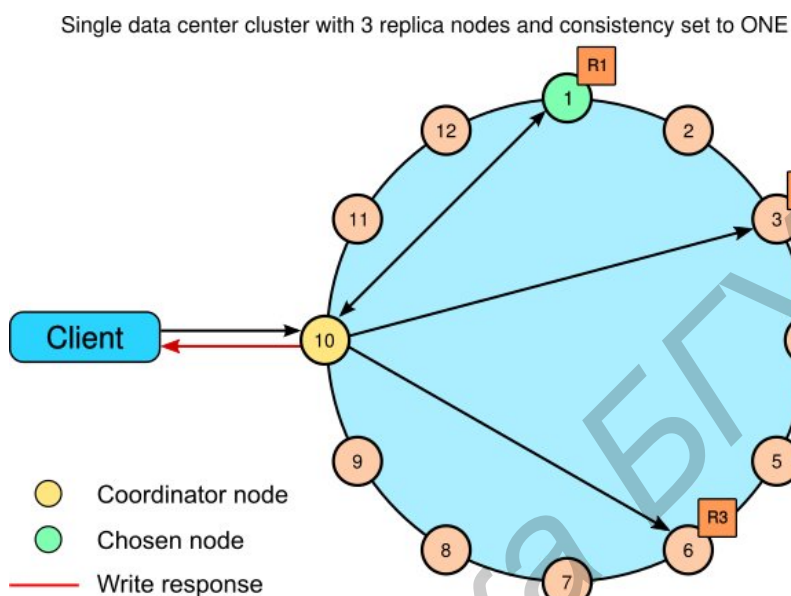 Single data center cluster with 3 replica nodes and consistency set to ONE
R1
1
12
2
11
3
Client
10
9
5
R3
8
6
7
Coordinator node
Chosen node
Write response
БГУ